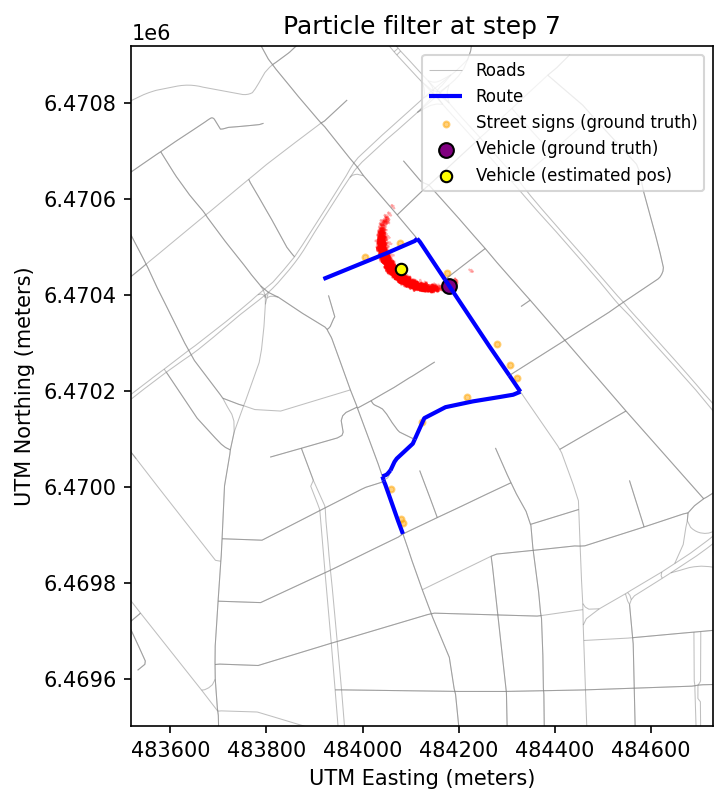 Particle filter at step 7
1e6
Roads
Route
Street signs (ground truth)
Vehicle (ground truth)
Vehicle (estimated pos)
6.4708
6.4706
6.4704
6.4702
6.4700
6.4698
6.4696
UTM Northing (meters)
483600 483800 484000 484200 484400 484600
UTM Easting (meters)